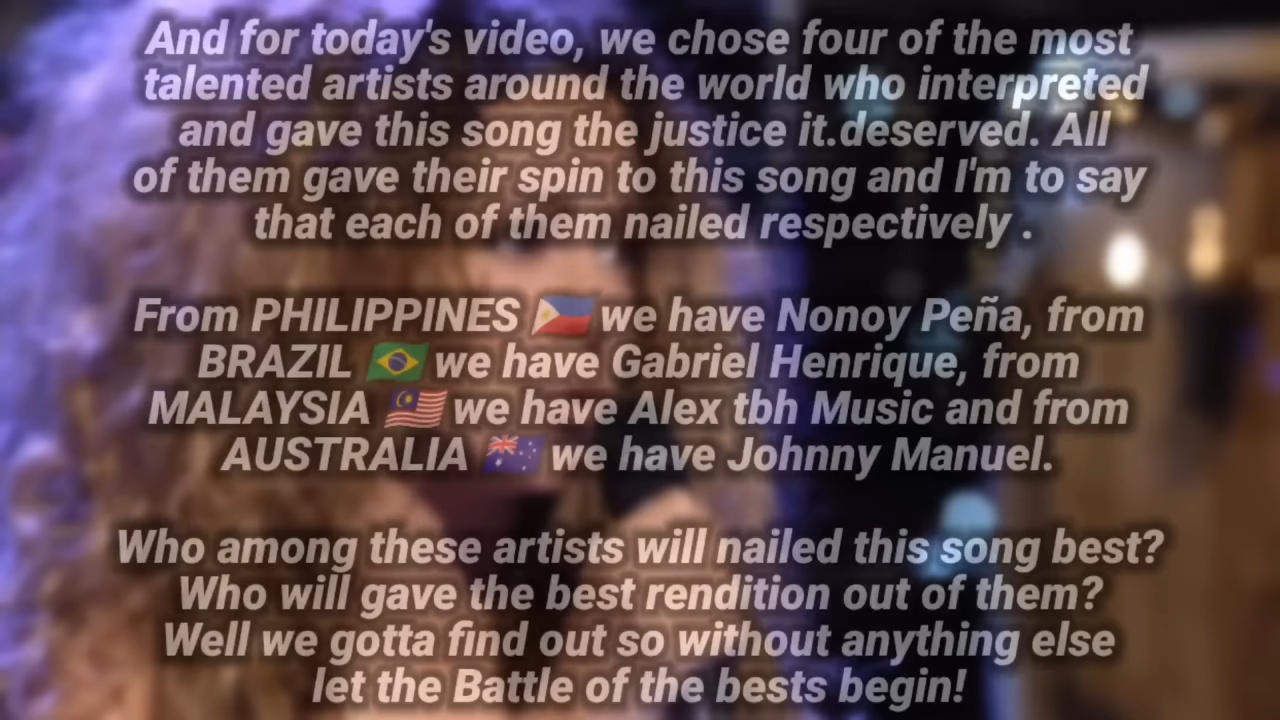 And for today's video, we chose four of the most
talented artists around the world who interpreted
and gave this song the justice it.deserved. All
of them gave their spin to this song and I'm to say
that each of them nailed respectively .
From PHILIPPINES 🇵🇭 we have Nonoy Peña, from
BRAZIL 🇧🇷 we have Gabriel Henrique, from
MALAYSIA 🇲🇾 we have Alex tbh Music and from
AUSTRALIA 🇦🇺 we have Johnny Manuel.
Who among these artists will nailed this song best?
Who will gave the best rendition out of them?
Well we gotta find out so without anything else
let the Battle of the bests begin!